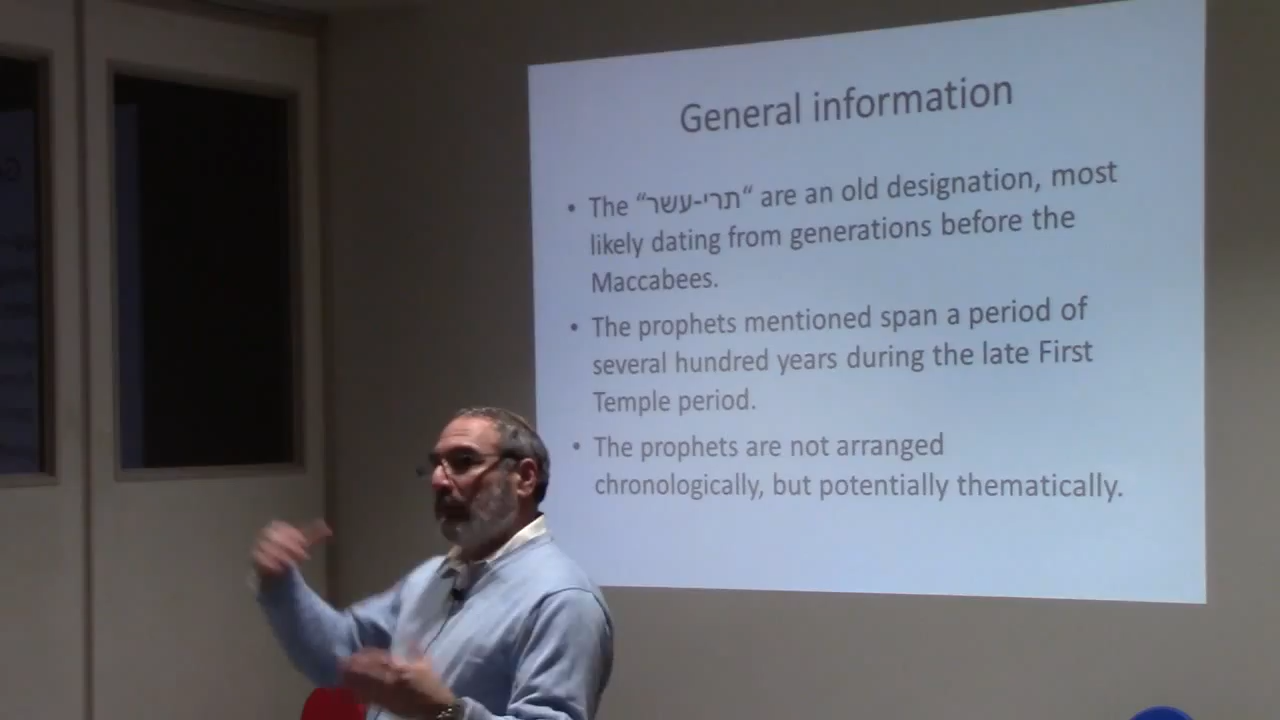 General information
• The “תרי-עשר“ are an old designation, most
likely dating from generations before the
Maccabees.
• The prophets mentioned span a period of
several hundred years during the late First
Temple period.
• The prophets are not arranged
chronologically, but potentially thematically.